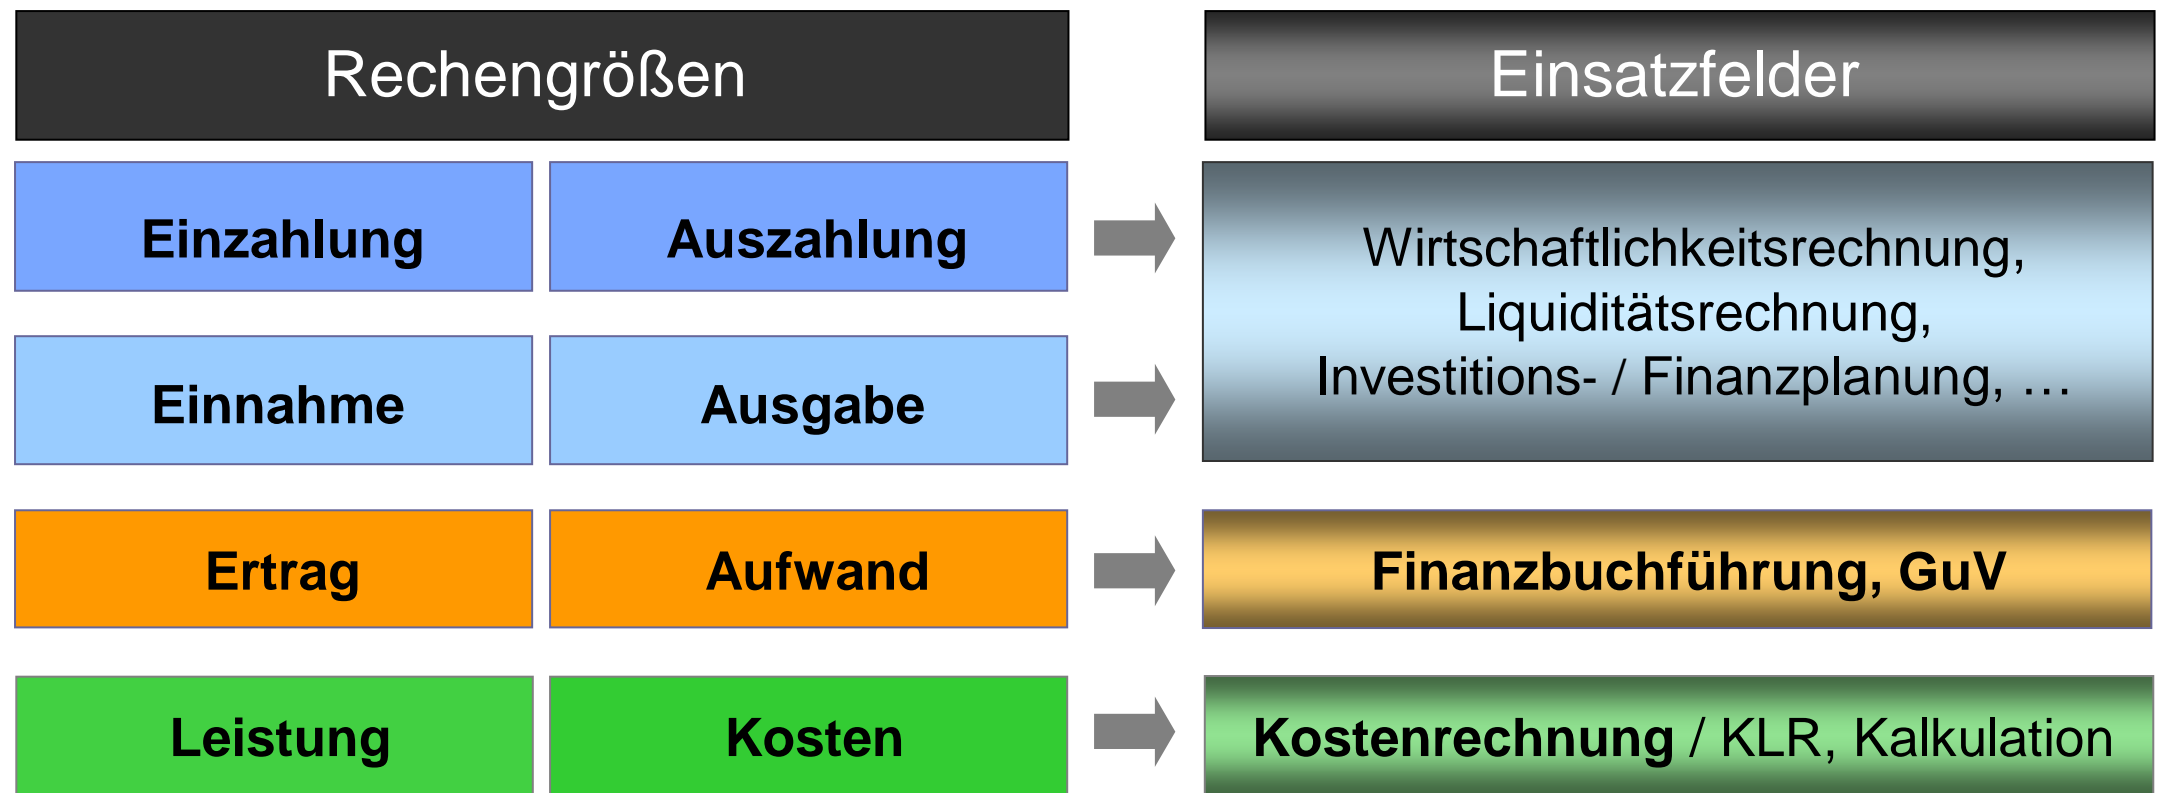 Rechengrößen
Einsatzfelder
Einzahlung
Auszahlung
Wirtschaftlichkeitsrechnung,
Liquiditätsrechnung,
Investitions- / Finanzplanung, …
Einnahme
Ausgabe
Ertrag
Aufwand
Finanzbuchführung, GuV
Leistung
Kosten
Kostenrechnung / KLR, Kalkulation